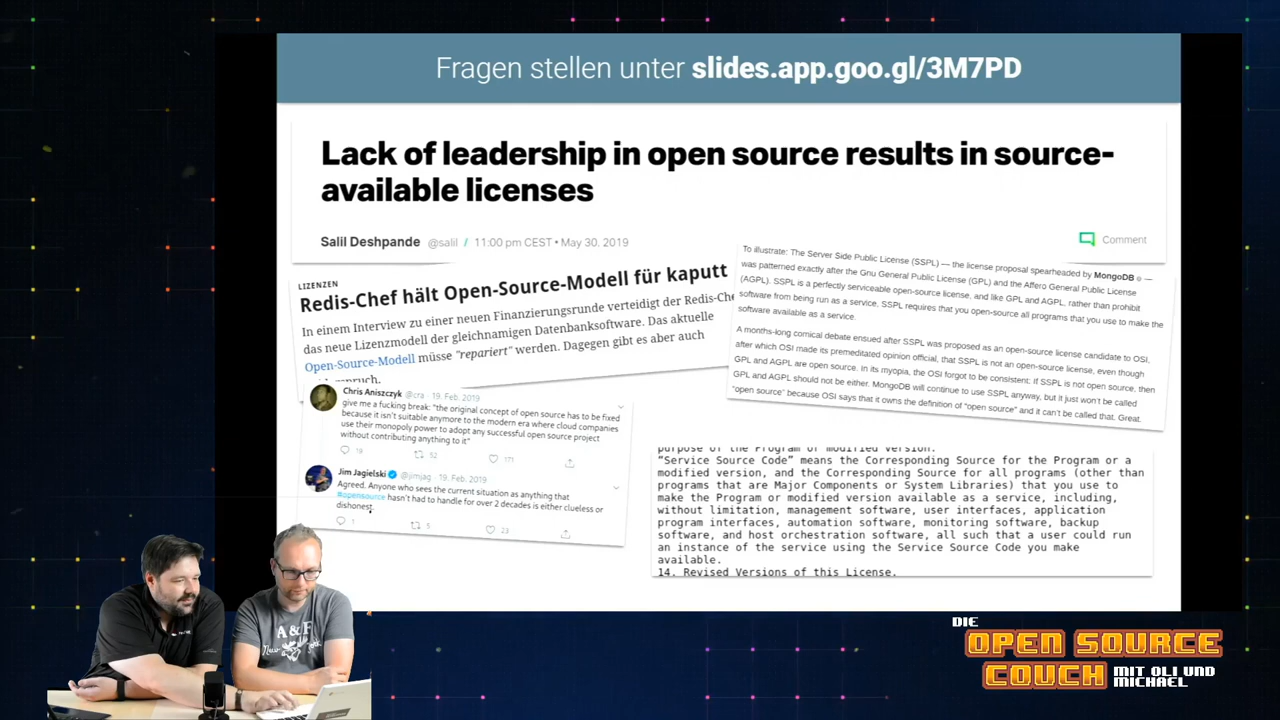 Fragen stellen unter slides.app.goo.gl/3M7PD
Lack of leadership in open source results in source-
available licenses
Salil Deshpande @salil / 11:00 pm CEST • May 30, 2019
Comment
LIZENZEN
Redis-Chef hält Open-Source-Modell für kaputt
In einem Interview zu einer neuen Finanzierungsrunde verteidigt der Redis-Che
das neue Lizenzmodell der gleichnamigen Datenbanksoftware. Das aktuelle
Open-Source-Modell müsse "repariert" werden. Dagegen gibt es aber auch
To illustrate: The Server Side Public License (SSPL) — the license proposal spearheaded by MongoDB —
was patterned exactly after the Gnu General Public License (GPL) and the Affero General Public License
(AGPL). SSPL is a perfectly serviceable open-source license, and like GPL and AGPL, rather than prohibit
software from being run as a service, SSPL requires that you open-source all programs that you use to make the
software available as a service.
A months-long comical debate ensued after SSPL was proposed as an open-source license candidate to OSI,
after which OSI made its premeditated opinion official, that SSPL is not an open-source license, even though
GPL and AGPL are open source. In its myopia, the OSI forgot to be consistent: if SSPL is not open source, then
GPL and AGPL should not be either. MongoDB will continue to use SSPL anyway, but it just won't be called
"open source" because OSI says that it owns the definition of "open source" and it can't be called that. Great.
Chris Aniszczyk @cra · 19. Feb. 2019
give me a fucking break: "the original concept of open source has to be fixed
because it isn't suitable anymore to the modern era where cloud companies
use their monopoly power to adopt any successful open source project
without contributing anything to it"
19 52 171
Jim Jagielski @jimjag · 19. Feb. 2019
Agreed. Anyone who sees the current situation as anything that
#opensource hasn't had to handle for over 2 decades is either clueless or
dishonest.
1 5 23
purpose of the Program or modified version.
“Service Source Code” means the Corresponding Source for the Program or a
modified version, and the Corresponding Source for all programs (other than
programs that are Major Components or System Libraries) that you use to
make the Program or modified version available as a service, including,
without limitation, management software, user interfaces, application
program interfaces, automation software, monitoring software, backup
software, and host orchestration software, all such that a user could run
an instance of the service using the Service Source Code you make
available.
14. Revised Versions of this License.
A & F
New York
DIE
OPEN SOURCE
COUCH MIT OLI UND
MICHAEL